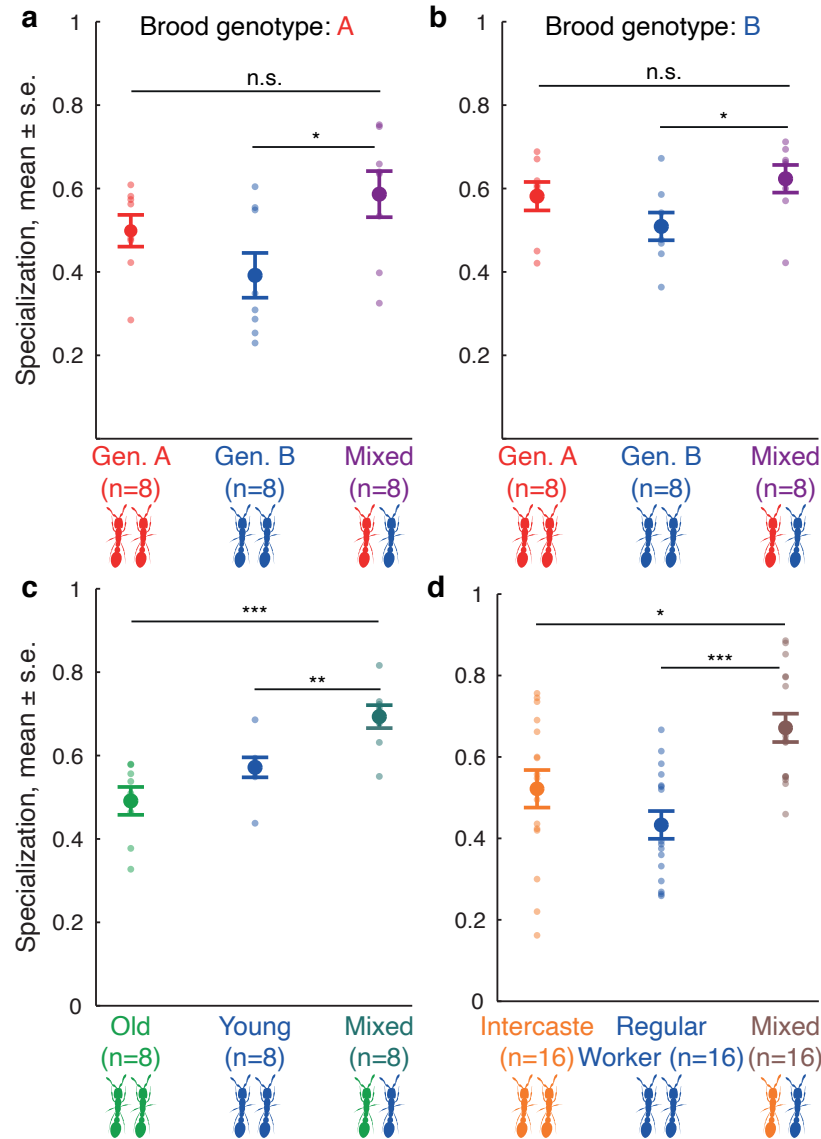 a
Brood genotype: A
Specialization, mean ± s.e.
1
0.8
0.6
0.4
0.2
n.s.
*
Gen. A
(n=8)
Gen. B
(n=8)
Mixed
(n=8)
b
Brood genotype: B
1
0.8
0.6
0.4
0.2
n.s.
*
Gen. A
(n=8)
Gen. B
(n=8)
Mixed
(n=8)
c
Specialization, mean ± s.e.
1
0.8
0.6
0.4
0.2
0
***
**
Old
(n=8)
Young
(n=8)
Mixed
(n=8)
d
1
0.8
0.6
0.4
0.2
0
*
***
Intercaste
(n=16)
Regular
Worker (n=16)
Mixed
(n=16)